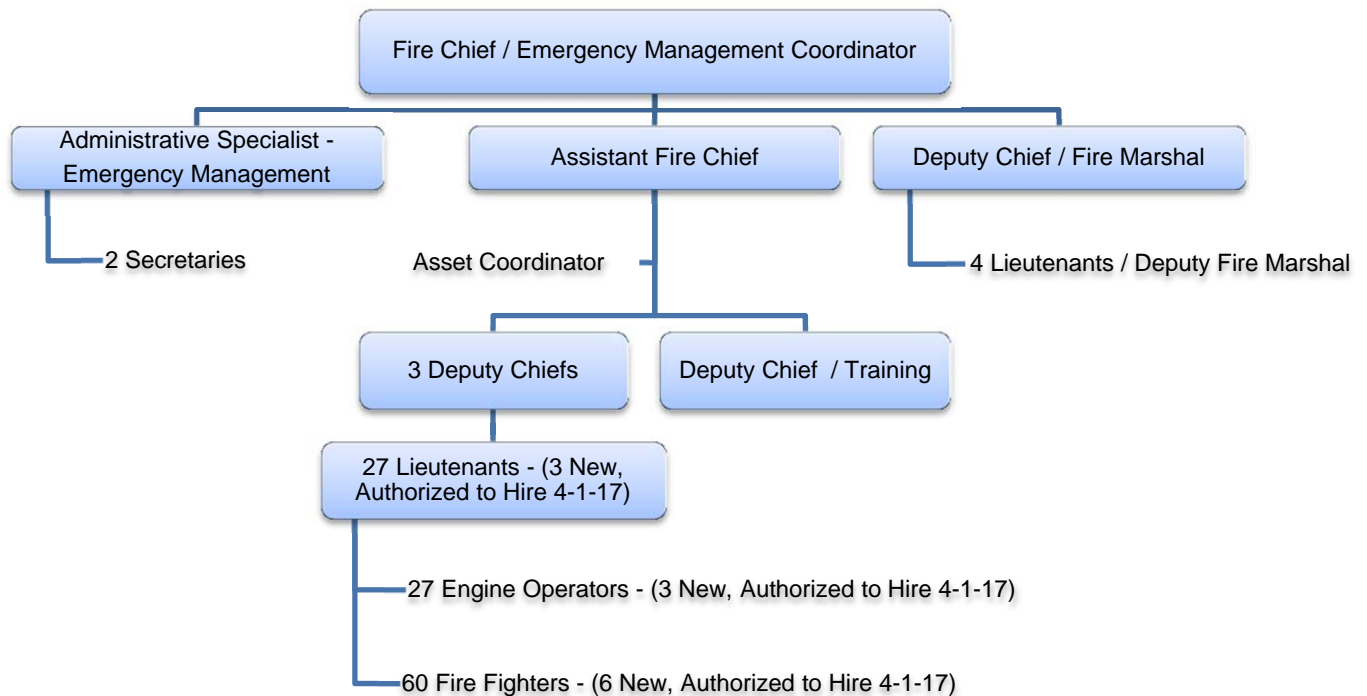 Fire Chief / Emergency Management Coordinator
Administrative Specialist -
Emergency Management
Assistant Fire Chief
Deputy Chief / Fire Marshal
2 Secretaries
Asset Coordinator
4 Lieutenants / Deputy Fire Marshal
3 Deputy Chiefs
Deputy Chief / Training
27 Lieutenants - (3 New,
Authorized to Hire 4-1-17)
27 Engine Operators - (3 New, Authorized to Hire 4-1-17)
60 Fire Fighters - (6 New, Authorized to Hire 4-1-17)